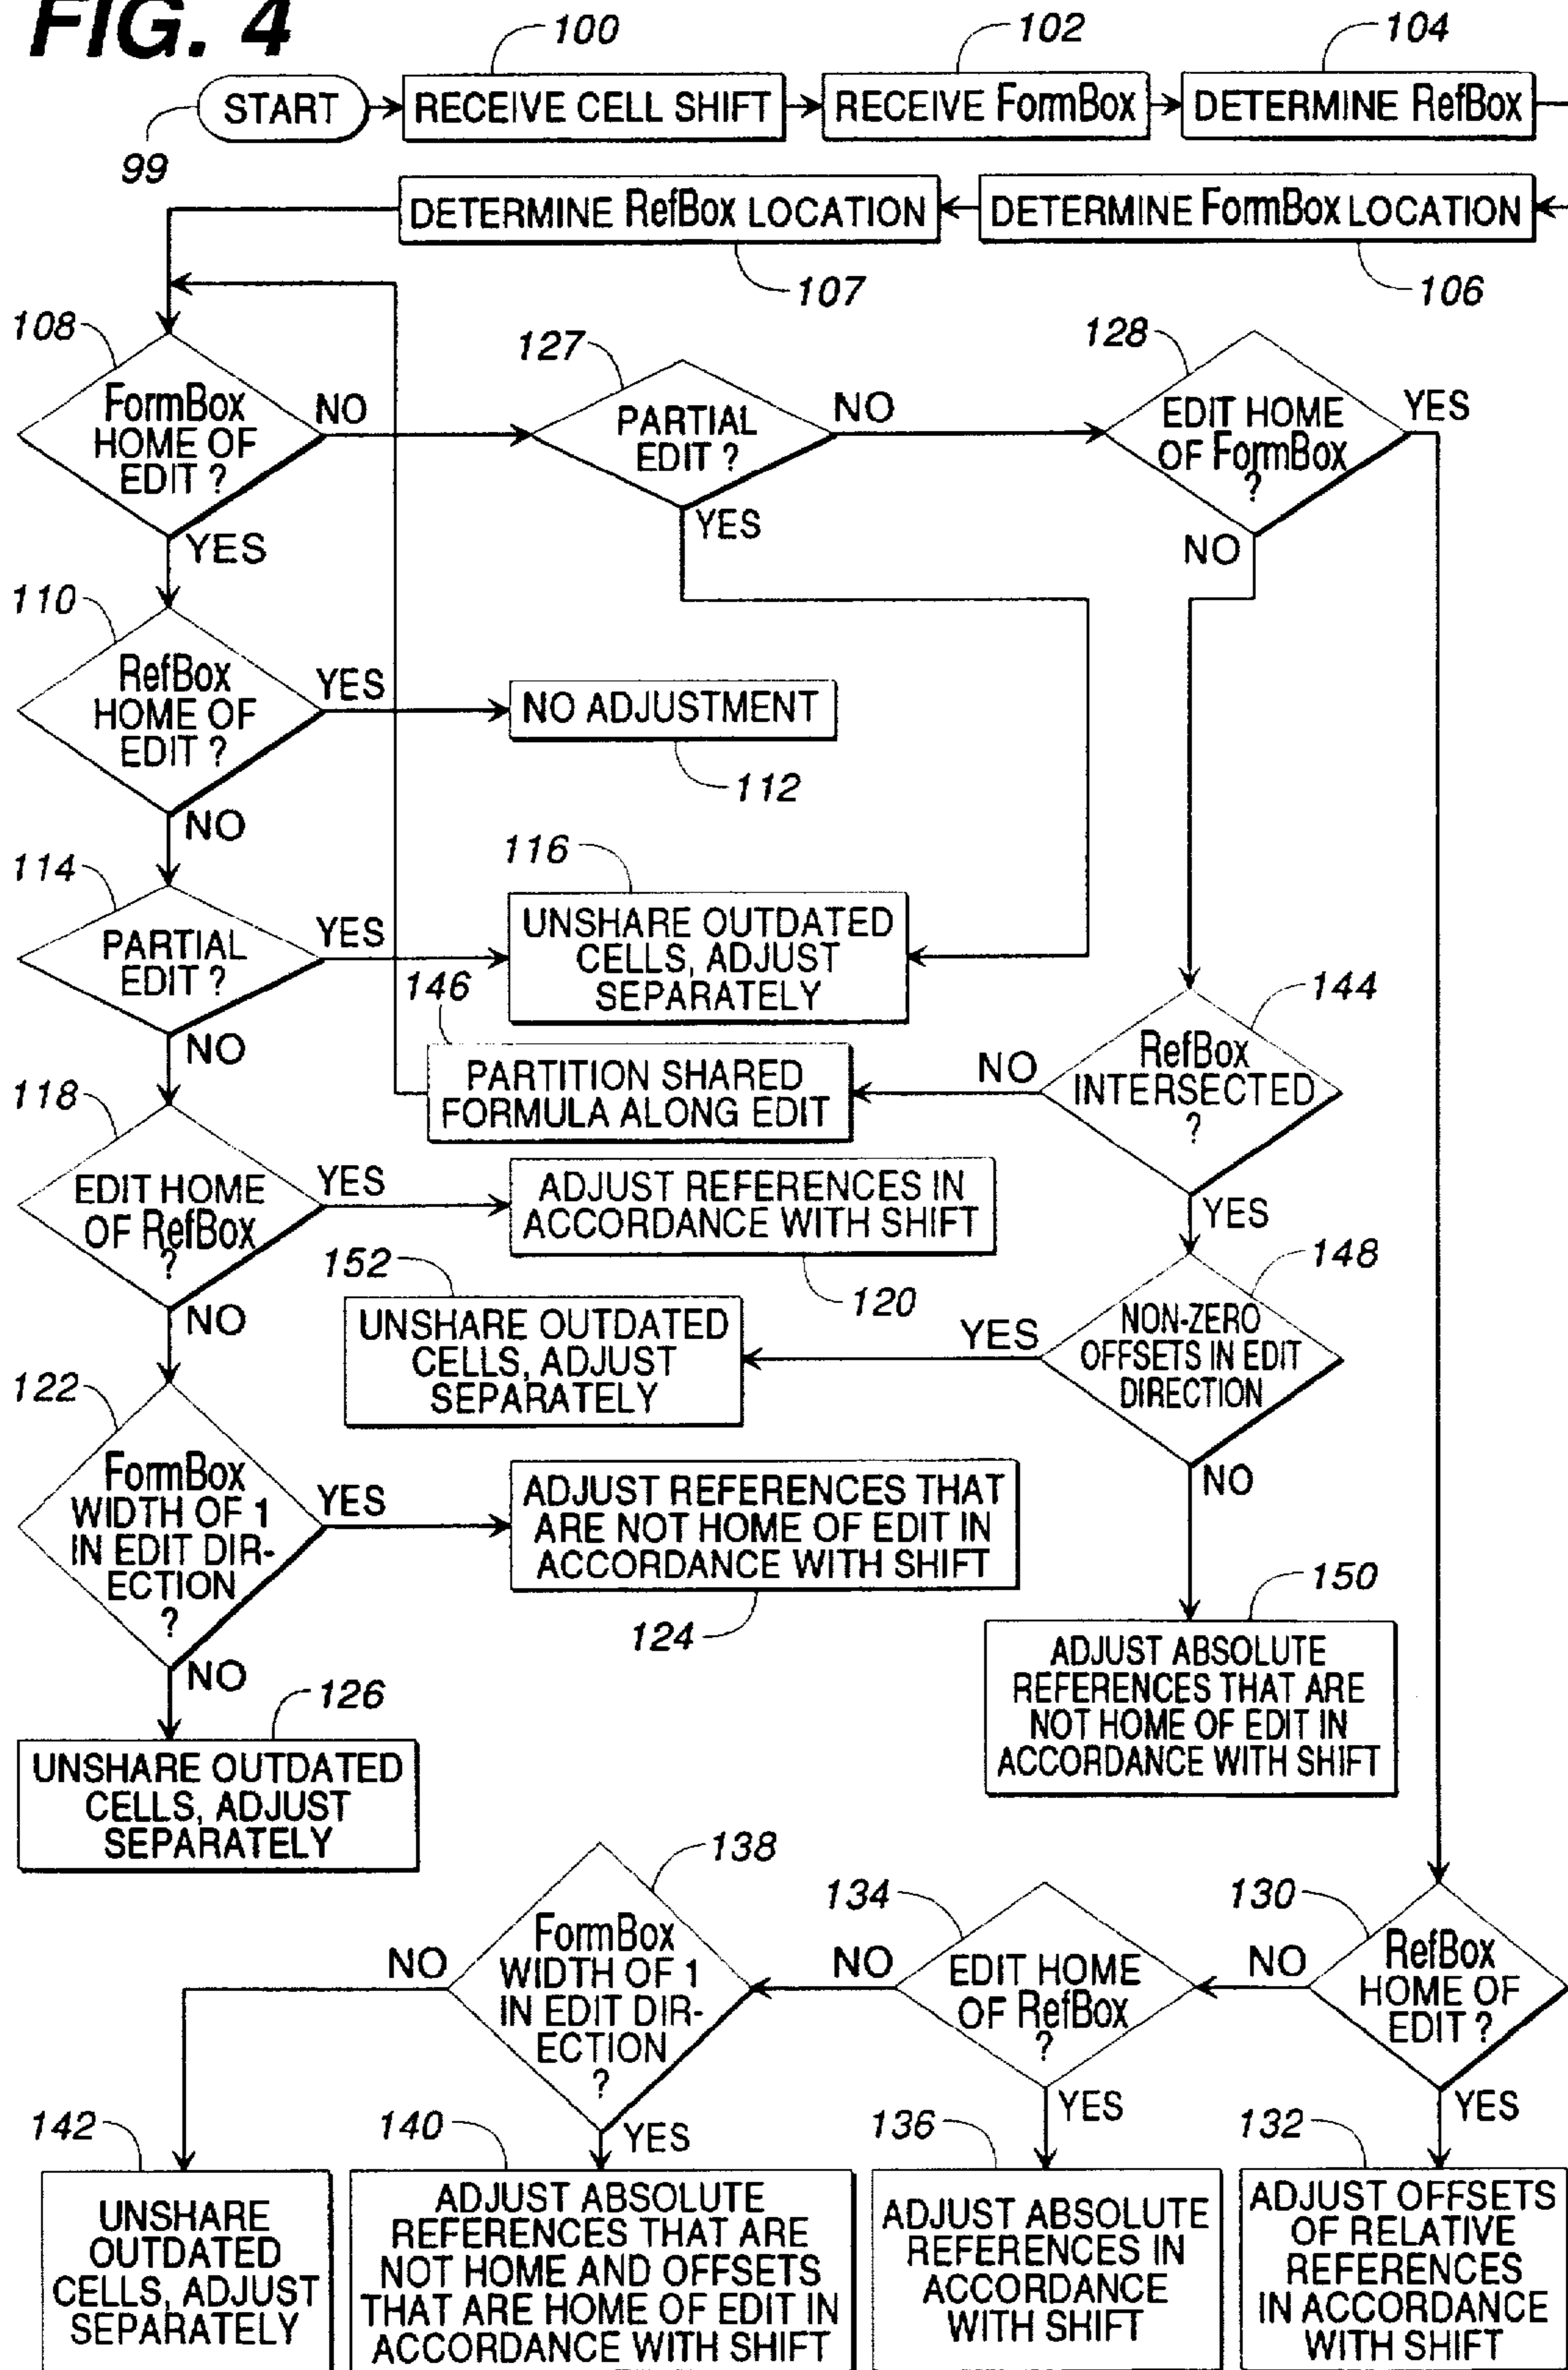 FIG. 4
100
102
104
START
RECEIVE CELL SHIFT
RECEIVE FormBox
DETERMINE RefBox
99
DETERMINE RefBox LOCATION
DETERMINE FormBox LOCATION
107
106
108
FormBox
HOME OF
EDIT ?
NO
YES
127
PARTIAL
EDIT ?
NO
YES
128
EDIT HOME
OF FormBox
?
YES
NO
110
RefBox
HOME OF
EDIT ?
YES
NO
NO ADJUSTMENT
112
114
PARTIAL
EDIT ?
YES
NO
116
UNSHARE OUTDATED
CELLS, ADJUST
SEPARATELY
146
PARTITION SHARED
FORMULA ALONG EDIT
NO
144
RefBox
INTERSECTED
?
YES
118
EDIT HOME
OF RefBox
?
YES
NO
ADJUST REFERENCES IN
ACCORDANCE WITH SHIFT
120
152
UNSHARE OUTDATED
CELLS, ADJUST
SEPARATELY
YES
148
NON-ZERO
OFFSETS IN EDIT
DIRECTION
NO
122
FormBox
WIDTH OF 1
IN EDIT DIR-
ECTION
?
YES
NO
ADJUST REFERENCES THAT
ARE NOT HOME OF EDIT IN
ACCORDANCE WITH SHIFT
124
150
ADJUST ABSOLUTE
REFERENCES THAT ARE
NOT HOME OF EDIT IN
ACCORDANCE WITH SHIFT
126
UNSHARE OUTDATED
CELLS, ADJUST
SEPARATELY
138
FormBox
WIDTH OF 1
IN EDIT DIR-
ECTION
?
NO
YES
134
EDIT HOME
OF RefBox
?
NO
YES
130
RefBox
HOME OF
EDIT ?
NO
YES
142
UNSHARE
OUTDATED
CELLS, ADJUST
SEPARATELY
140
ADJUST ABSOLUTE
REFERENCES THAT ARE
NOT HOME AND OFFSETS
THAT ARE HOME OF EDIT IN
ACCORDANCE WITH SHIFT
136
ADJUST ABSOLUTE
REFERENCES IN
ACCORDANCE
WITH SHIFT
132
ADJUST OFFSETS
OF RELATIVE
REFERENCES
IN ACCORDANCE
WITH SHIFT